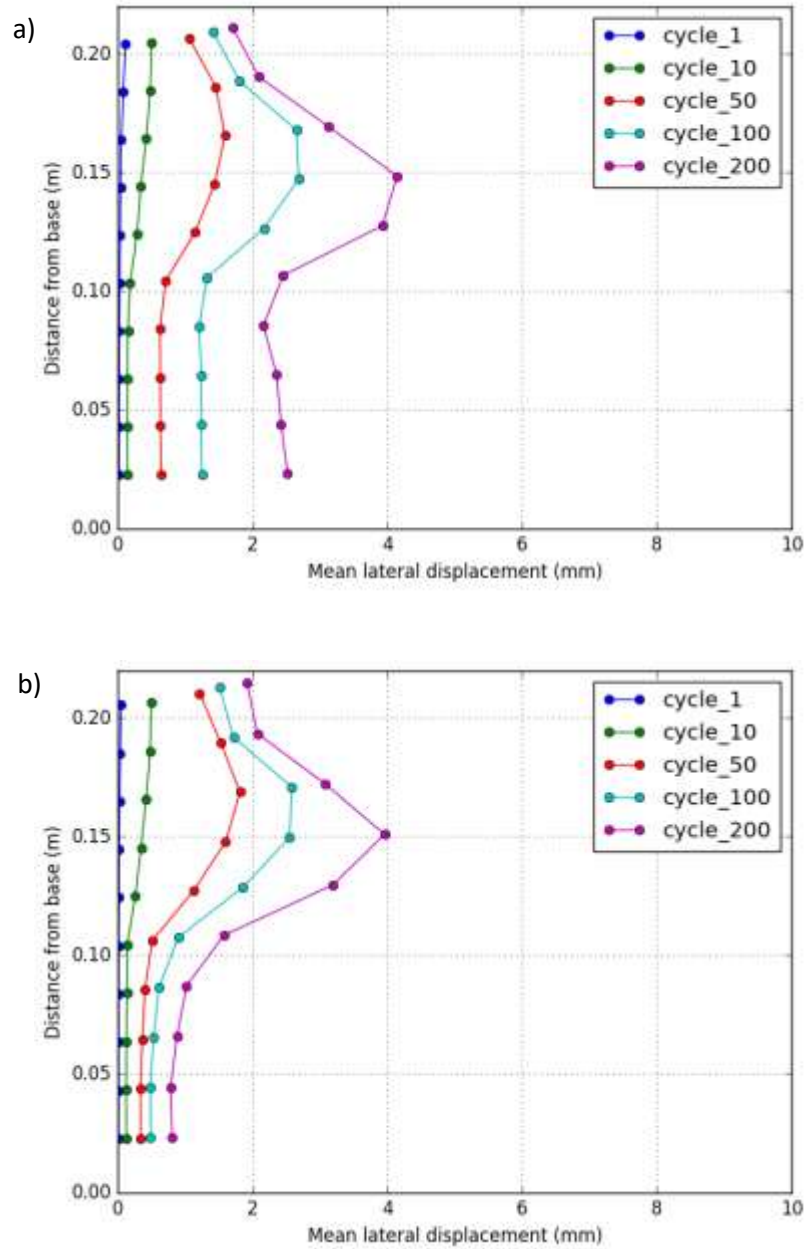 a)
0.20
0.15
0.10
0.05
0.00
Distance from base (m)
cycle_1
cycle_10
cycle_50
cycle_100
cycle_200
0 2 4 6 8 10
Mean lateral displacement (mm)
b)
0.20
0.15
0.10
0.05
0.00
Distance from base (m)
cycle_1
cycle_10
cycle_50
cycle_100
cycle_200
0 2 4 6 8 10
Mean lateral displacement (mm)